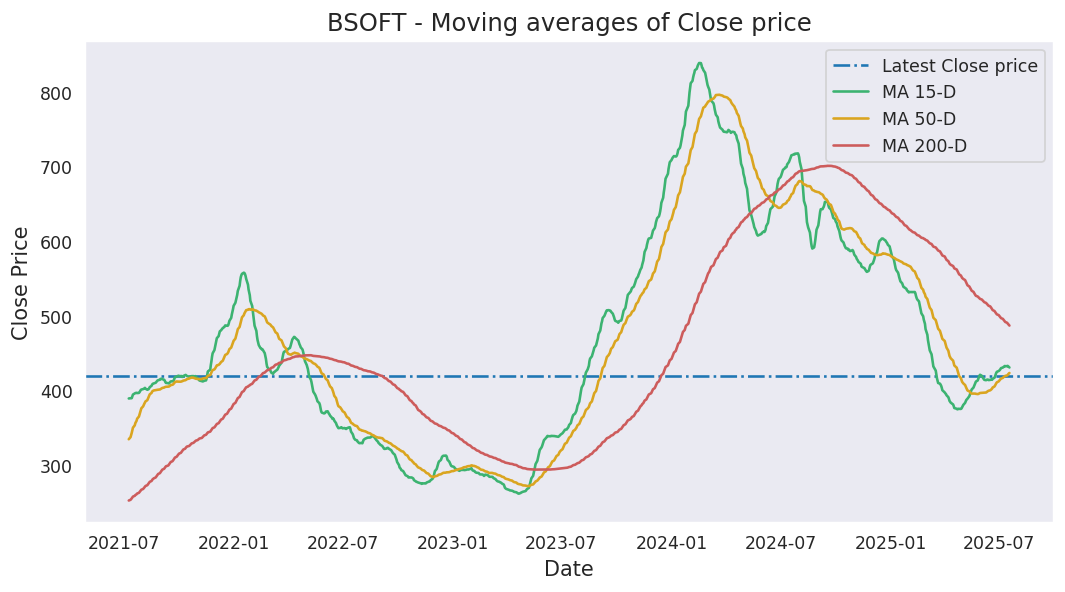 BSOFT - Moving averages of Close price
Latest Close price
MA 15-D
MA 50-D
MA 200-D
Close Price
800
700
600
500
400
300
2021-07 2022-01 2022-07 2023-01 2023-07 2024-01 2024-07 2025-01 2025-07
Date